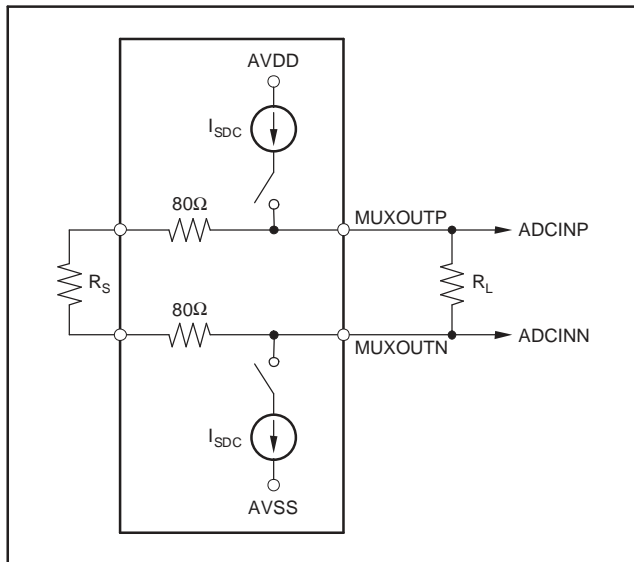 AVDD
I_SDC
80Ω
MUXOUTP
ADCINP
R_S
R_L
80Ω
MUXOUTN
ADCINN
I_SDC
AVSS